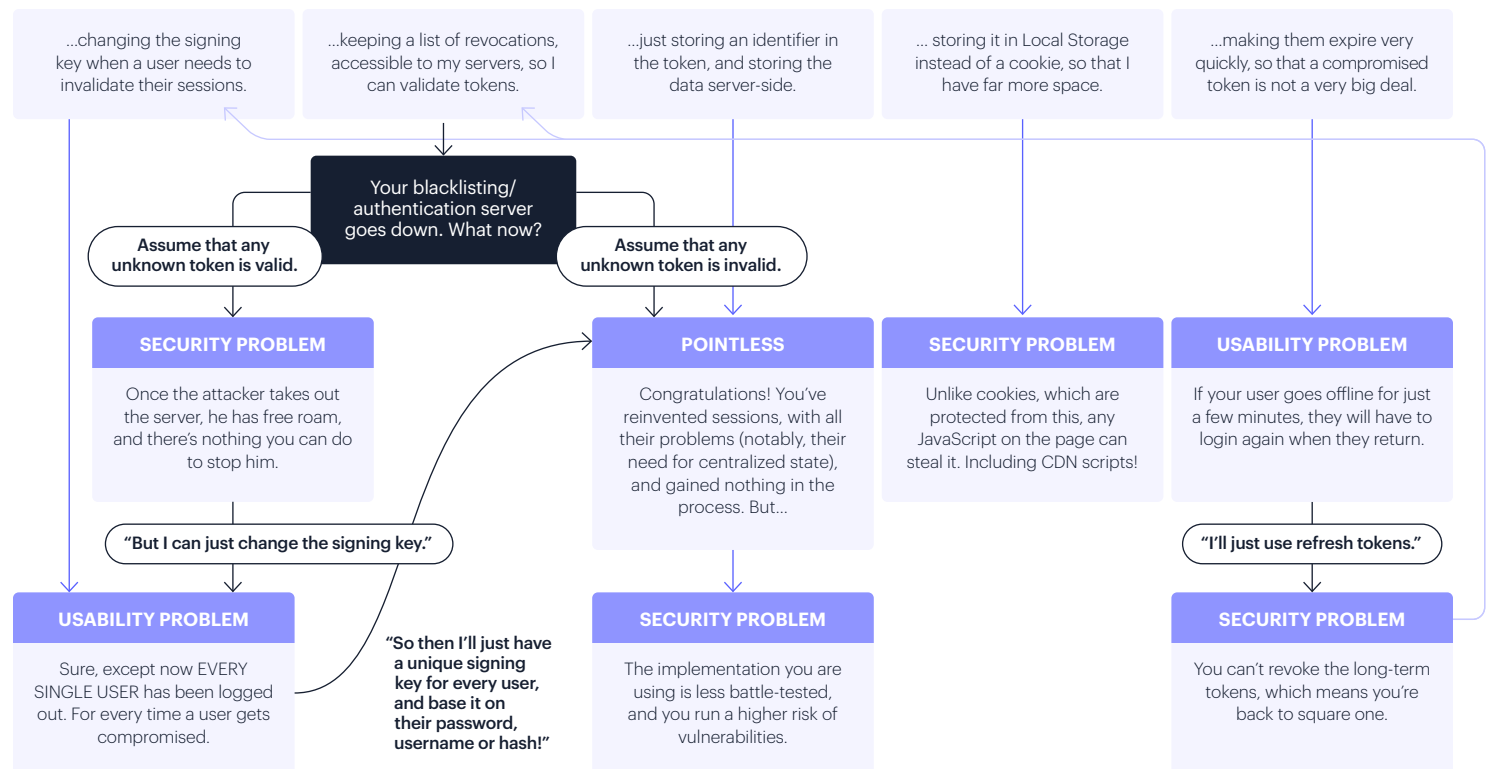 ...changing the signing
key when a user needs to
invalidate their sessions.
...keeping a list of revocations,
accessible to my servers, so I
can validate tokens.
...just storing an identifier in
the token, and storing the
data server-side.
... storing it in Local Storage
instead of a cookie, so that I
have far more space.
...making them expire very
quickly, so that a compromised
token is not a very big deal.
Your blacklisting/
authentication server
goes down. What now?
Assume that any
unknown token is valid.
Assume that any
unknown token is invalid.
SECURITY PROBLEM
Once the attacker takes out
the server, he has free roam,
and there’s nothing you can do
to stop him.
POINTLESS
Congratulations! You’ve
reinvented sessions, with all
their problems (notably, their
need for centralized state),
and gained nothing in the
process. But...
SECURITY PROBLEM
Unlike cookies, which are
protected from this, any
JavaScript on the page can
steal it. Including CDN scripts!
USABILITY PROBLEM
If your user goes offline for just
a few minutes, they will have to
login again when they return.
“But I can just change the signing key.”
“I’ll just use refresh tokens.”
USABILITY PROBLEM
Sure, except now EVERY
SINGLE USER has been logged
out. For every time a user gets
compromised.
“So then I’ll just have
a unique signing
key for every user,
and base it on
their password,
username or hash!”
SECURITY PROBLEM
The implementation you are
using is less battle-tested,
and you run a higher risk of
vulnerabilities.
SECURITY PROBLEM
You can’t revoke the long-term
tokens, which means you’re
back to square one.